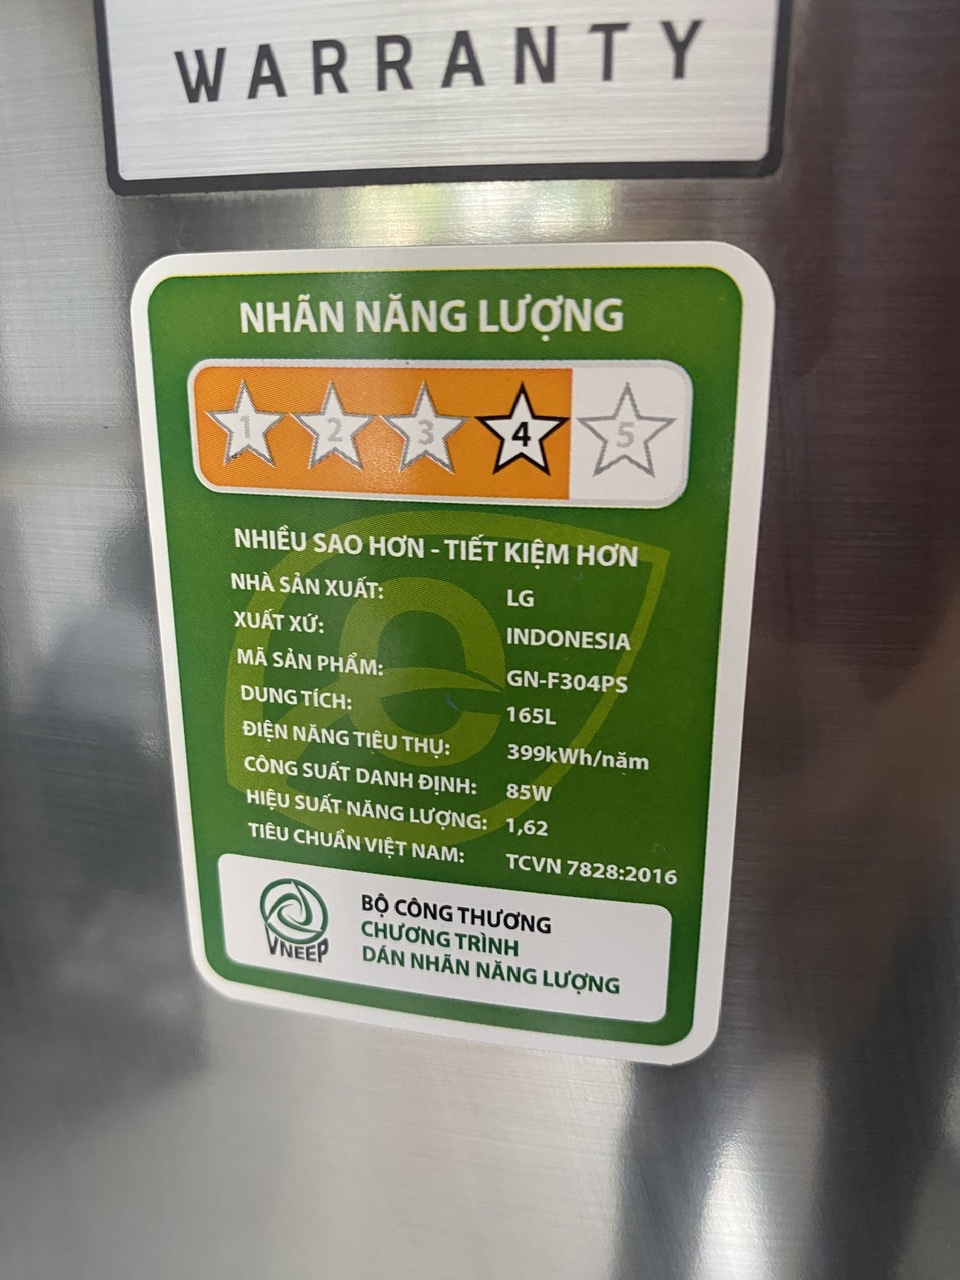 WARRANTY
NHÃN NĂNG LƯỢNG
1 2 3 4 5
NHIỀU SAO HƠN - TIẾT KIỆM HƠN
NHÀ SẢN XUẤT: LG
XUẤT XỨ: INDONESIA
MÃ SẢN PHẨM: GN-F304PS
DUNG TÍCH: 165L
ĐIỆN NĂNG TIÊU THỤ: 399kWh/năm
CÔNG SUẤT DANH ĐỊNH: 85W
HIỆU SUẤT NĂNG LƯỢNG: 1,62
TIÊU CHUẨN VIỆT NAM: TCVN 7828:2016
VNEEP
BỘ CÔNG THƯƠNG
CHƯƠNG TRÌNH
DÁN NHÃN NĂNG LƯỢNG